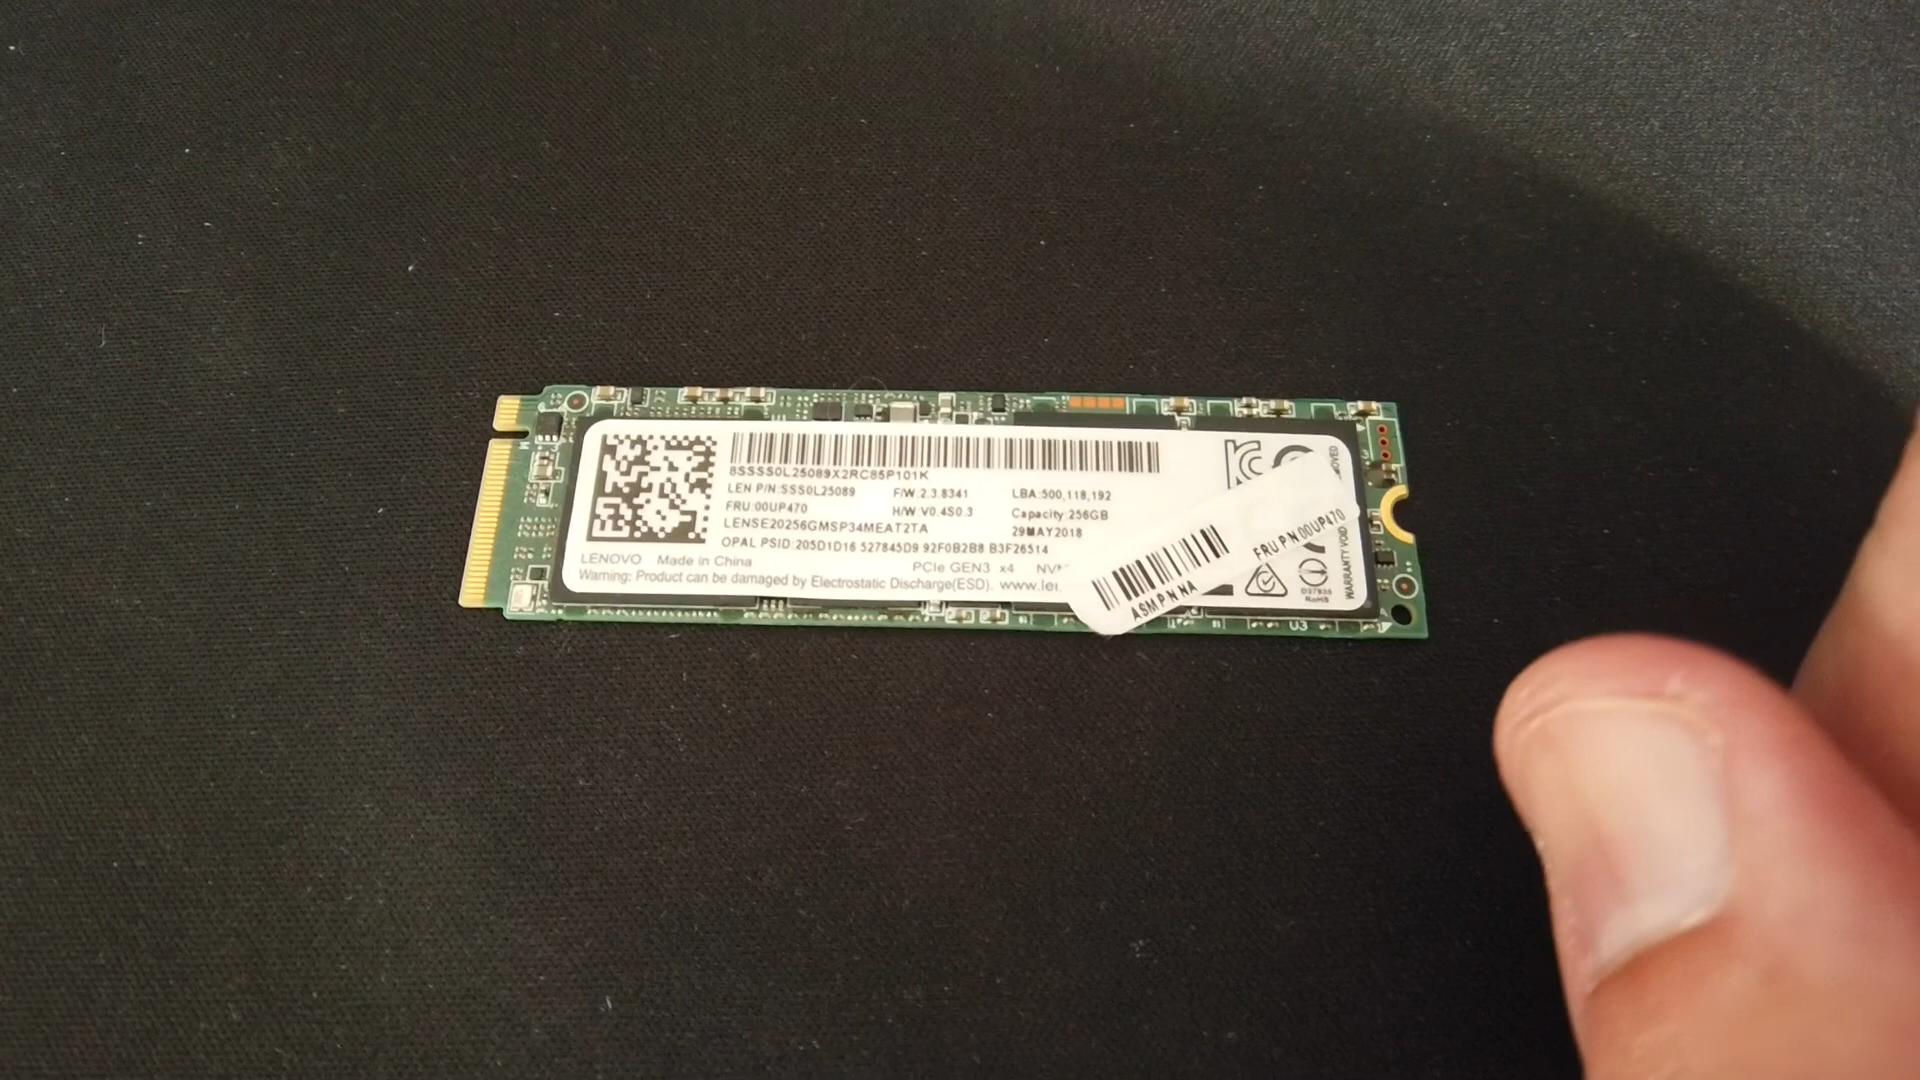 8SSSS0L25089X2RC85P101K
LEN P/N:SSS0L25089 F/W:2.3.8341 LBA:500,118,192
FRU:00UP470 H/W:V0.4S0.3 Capacity:256GB
LENSE20256GMSP34MEAT2TA 29MAY2018
OPAL PSID:205D1D16 527845D9 92F0B2B8 B3F26514
LENOVO Made in China PCIe GEN3 x4
Warning: Product can be damaged by Electrostatic Discharge(ESD).
FRU P N 00UP470
ASM P N NA
WARRANTY VOID
RoHS
U3
M